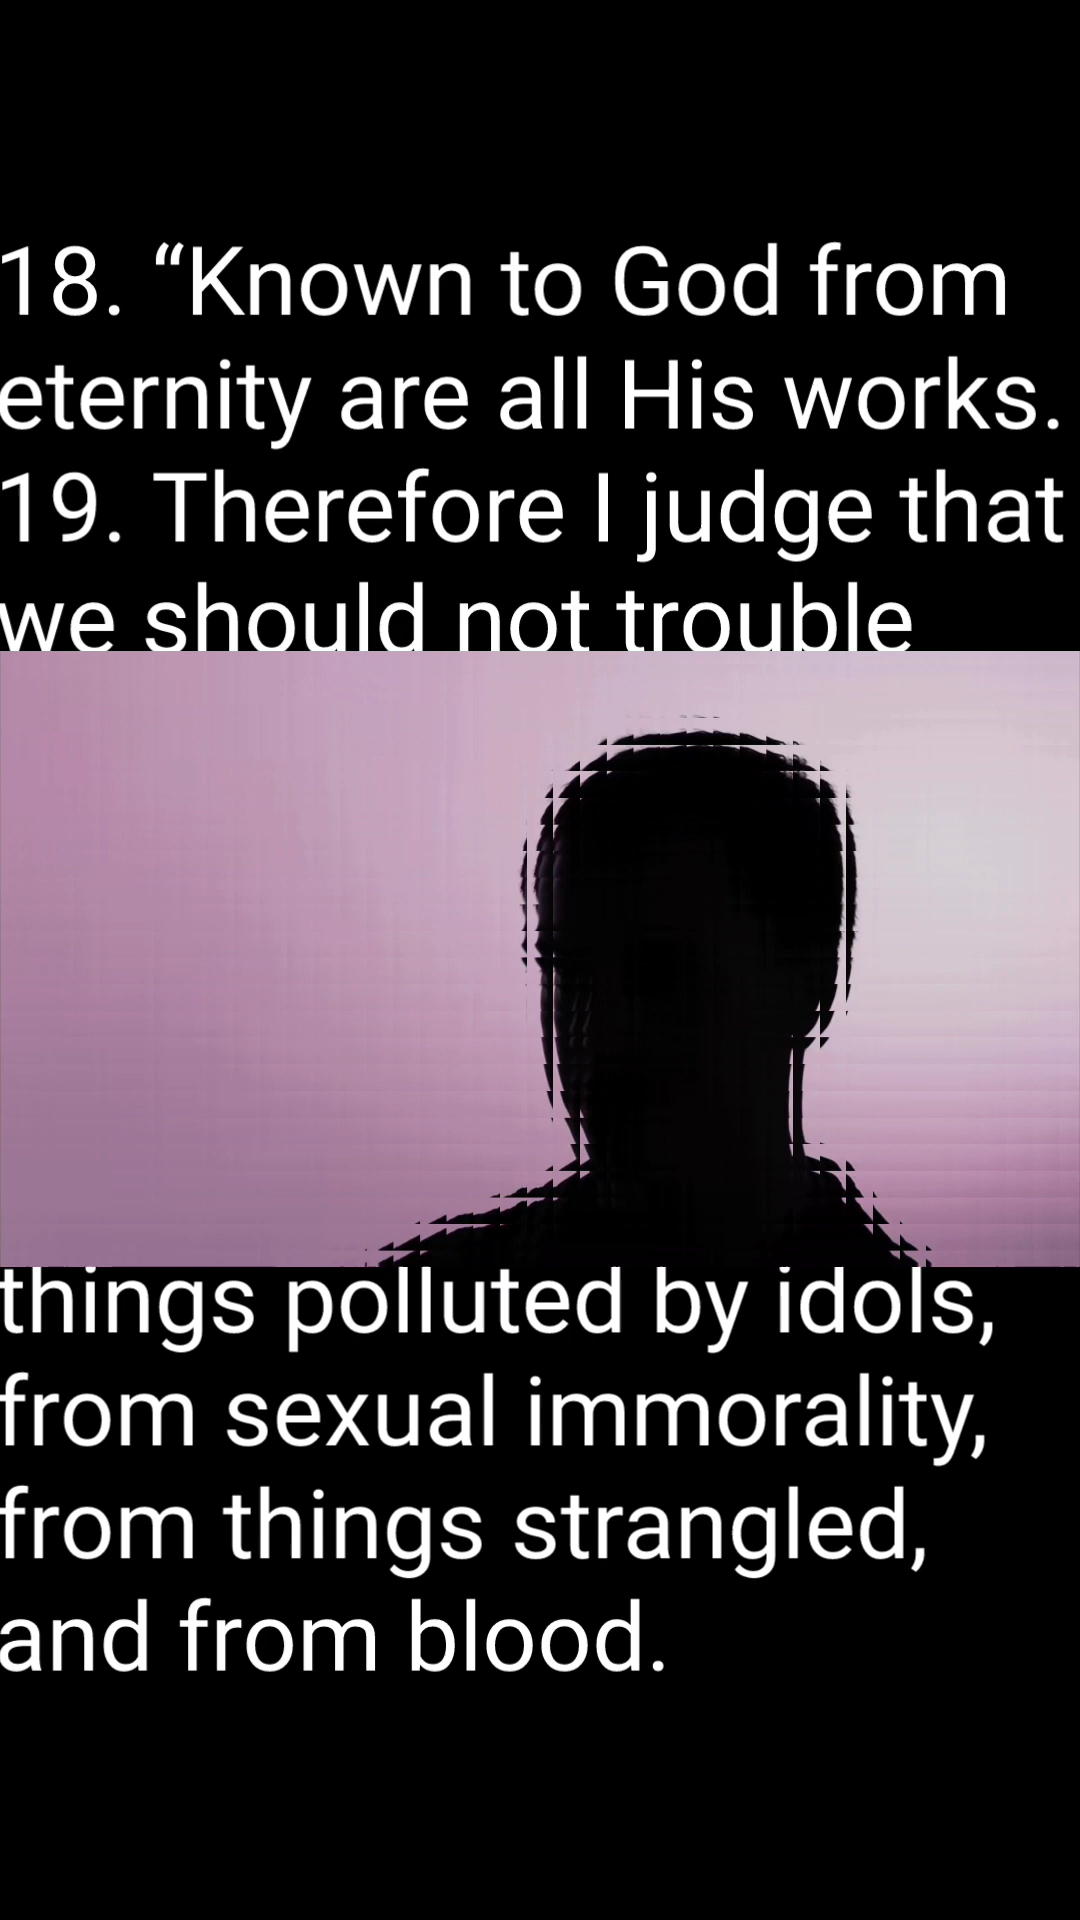 18. “Known to God from
eternity are all His works.
19. Therefore I judge that
we should not trouble
things polluted by idols,
from sexual immorality,
from things strangled,
and from blood.